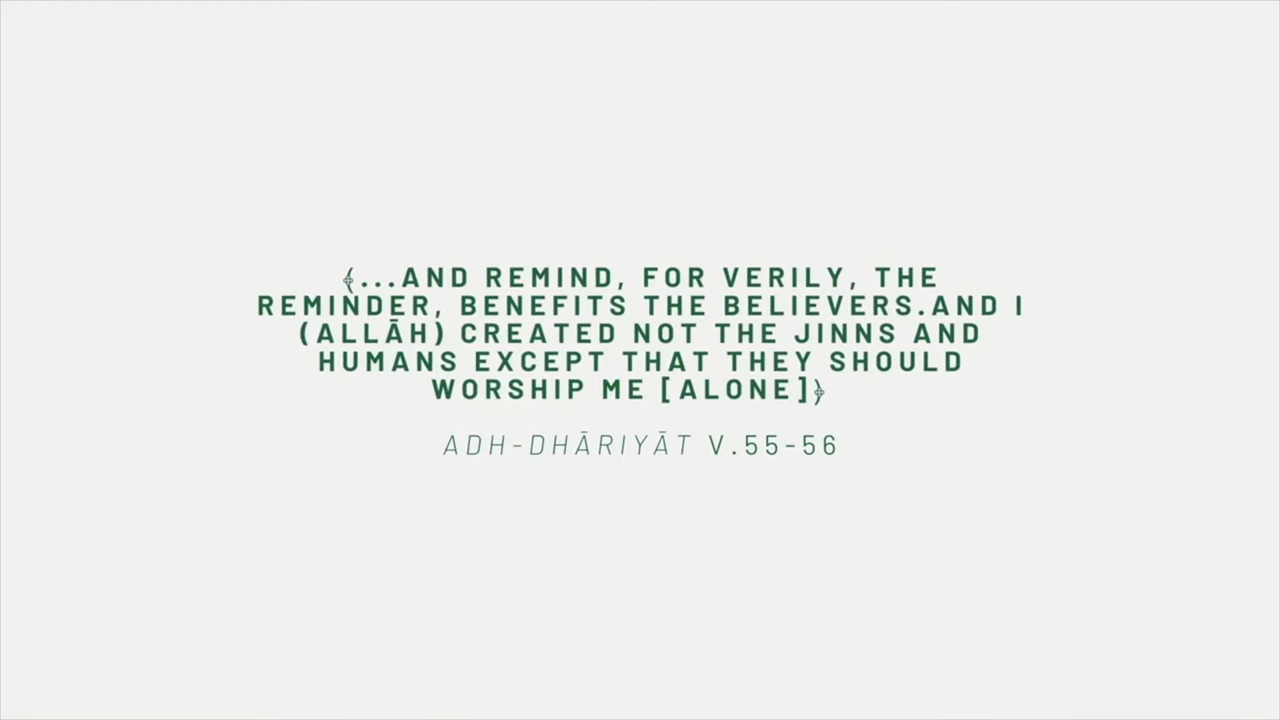 ﴾...AND REMIND, FOR VERILY, THE
REMINDER, BENEFITS THE BELIEVERS.AND I
(ALLĀH) CREATED NOT THE JINNS AND
HUMANS EXCEPT THAT THEY SHOULD
WORSHIP ME [ALONE]﴿
ADH-DHĀRIYĀT V.55-56